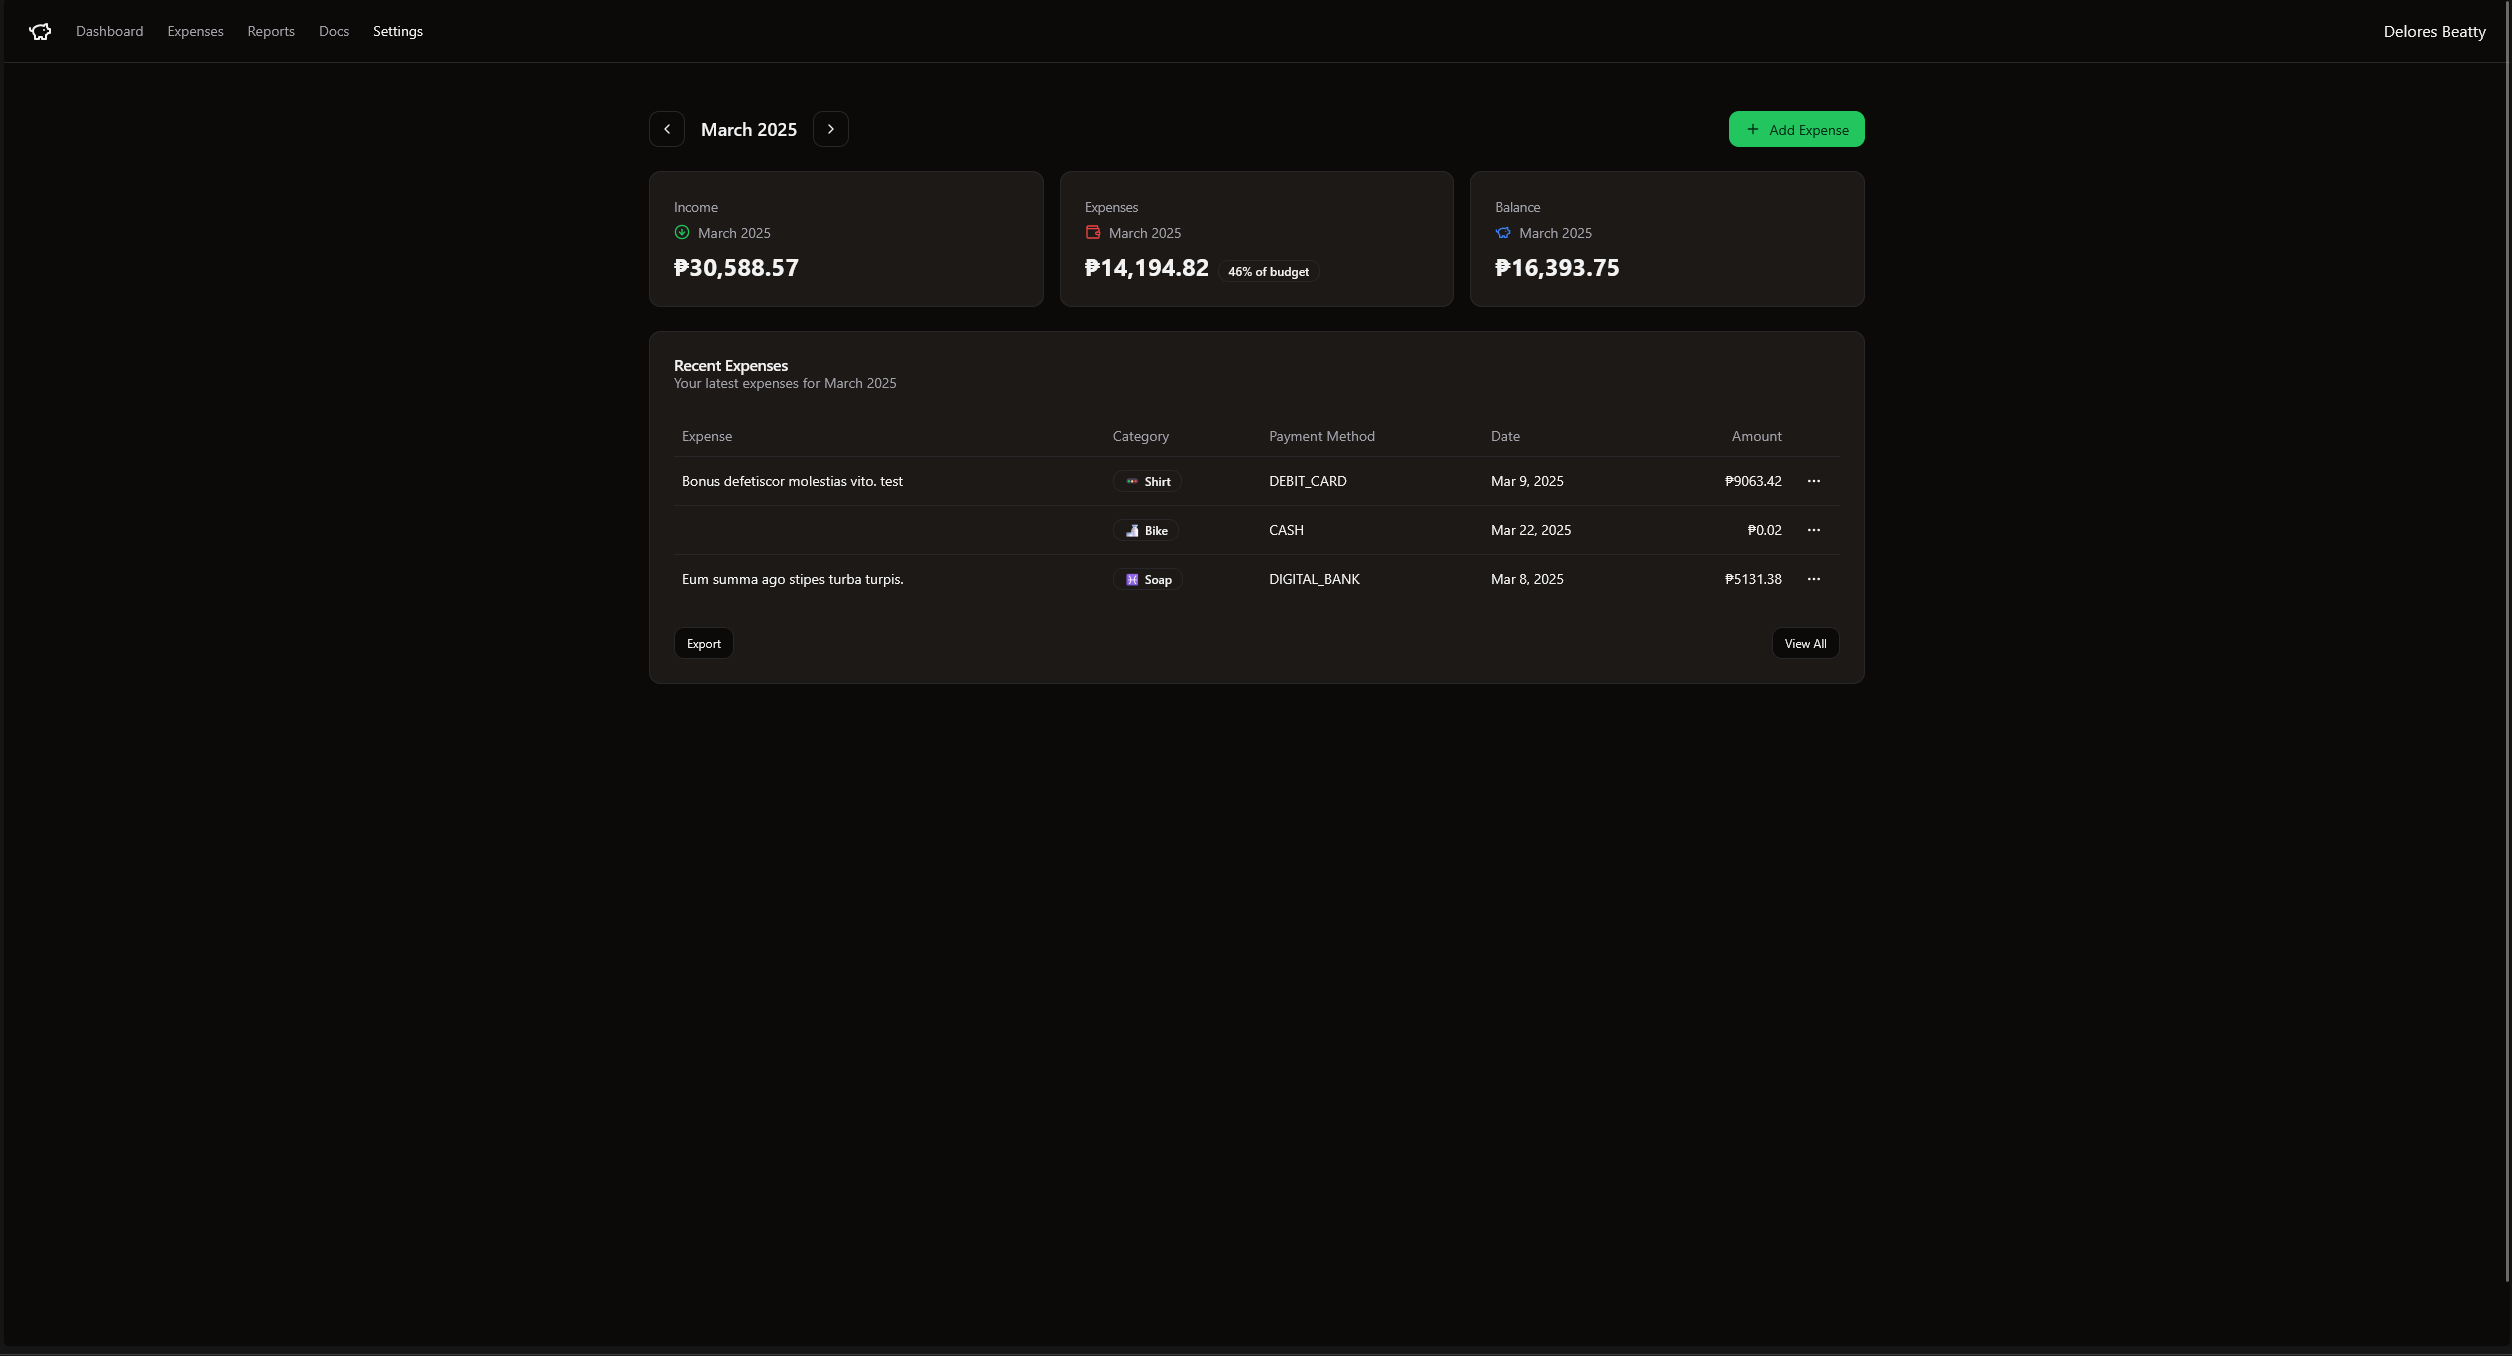 Dashboard Expenses Reports Docs Settings Delores Beatty
March 2025 Add Expense
Income Expenses Balance
March 2025 March 2025 March 2025
₱30,588.57 ₱14,194.82 46% of budget ₱16,393.75
Recent Expenses
Your latest expenses for March 2025
Expense Category Payment Method Date Amount
Bonus defetiscor molestias vito. test Shirt DEBIT_CARD Mar 9, 2025 ₱9063.42
Bike CASH Mar 22, 2025 ₱0.02
Eum summa ago stipes turba turpis. Soap DIGITAL_BANK Mar 8, 2025 ₱5131.38
Export View All